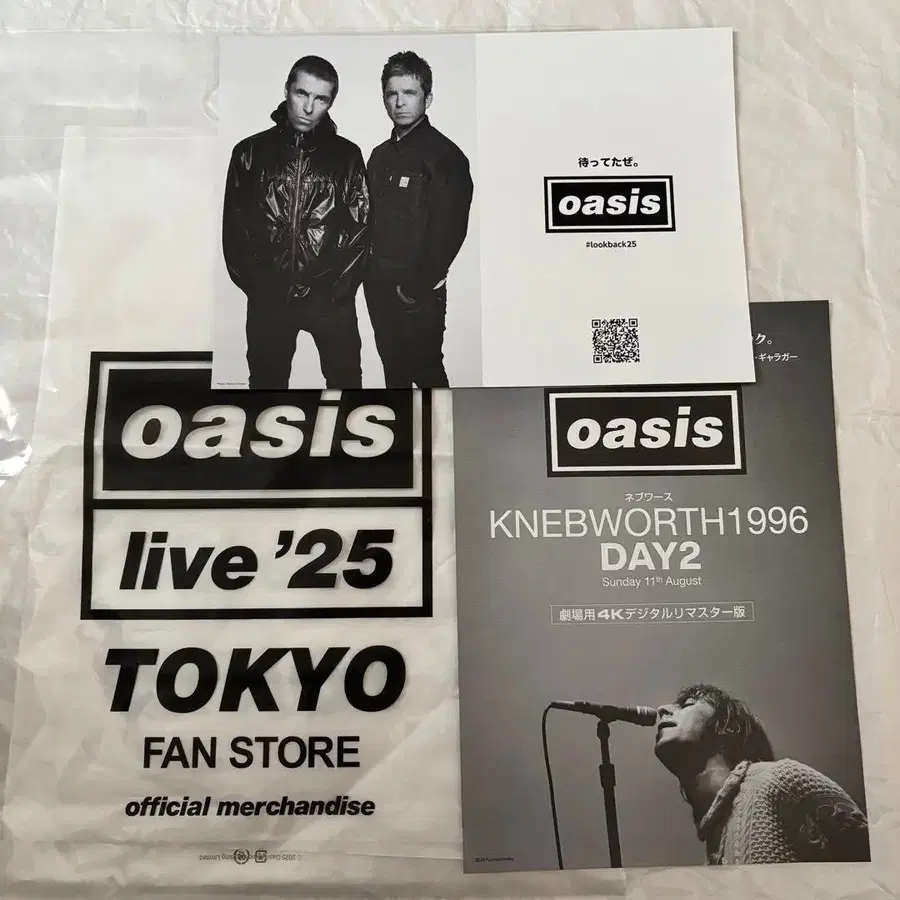 待ってたぜ。
oasis
#lookback25
oasis
live '25
TOKYO
FAN STORE
official merchandise
ク。
・ギャラガー
oasis
ネブワース
KNEBWORTH1996
DAY2
Sunday 11th August
劇場用4Kデジタルリマスター版